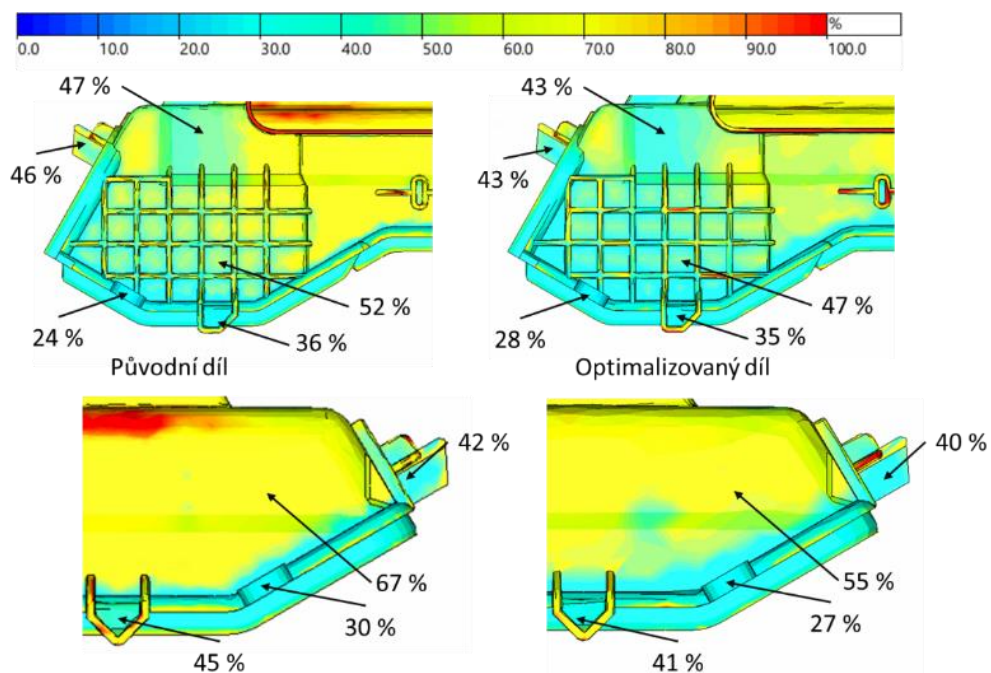 %
0.0 10.0 20.0 30.0 40.0 50.0 60.0 70.0 80.0 90.0 100.0
47 % 43 %
46 % 43 %
52 % 47 %
24 % 36 % 28 % 35 %
Původní díl Optimalizovaný díl
42 % 40 %
67 % 55 %
30 % 27 %
45 % 41 %